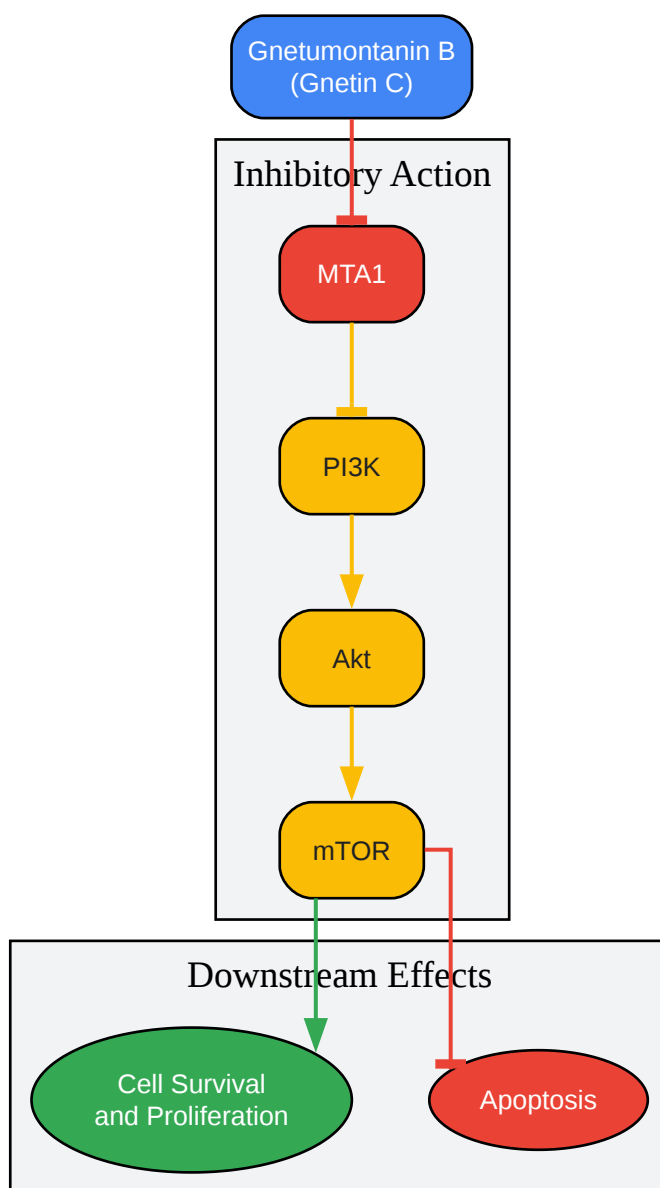 Gnetumontanin B
(Gnetin C)
Inhibitory Action
MTA1
PI3K
Akt
mTOR
Downstream Effects
Cell Survival
and Proliferation
Apoptosis